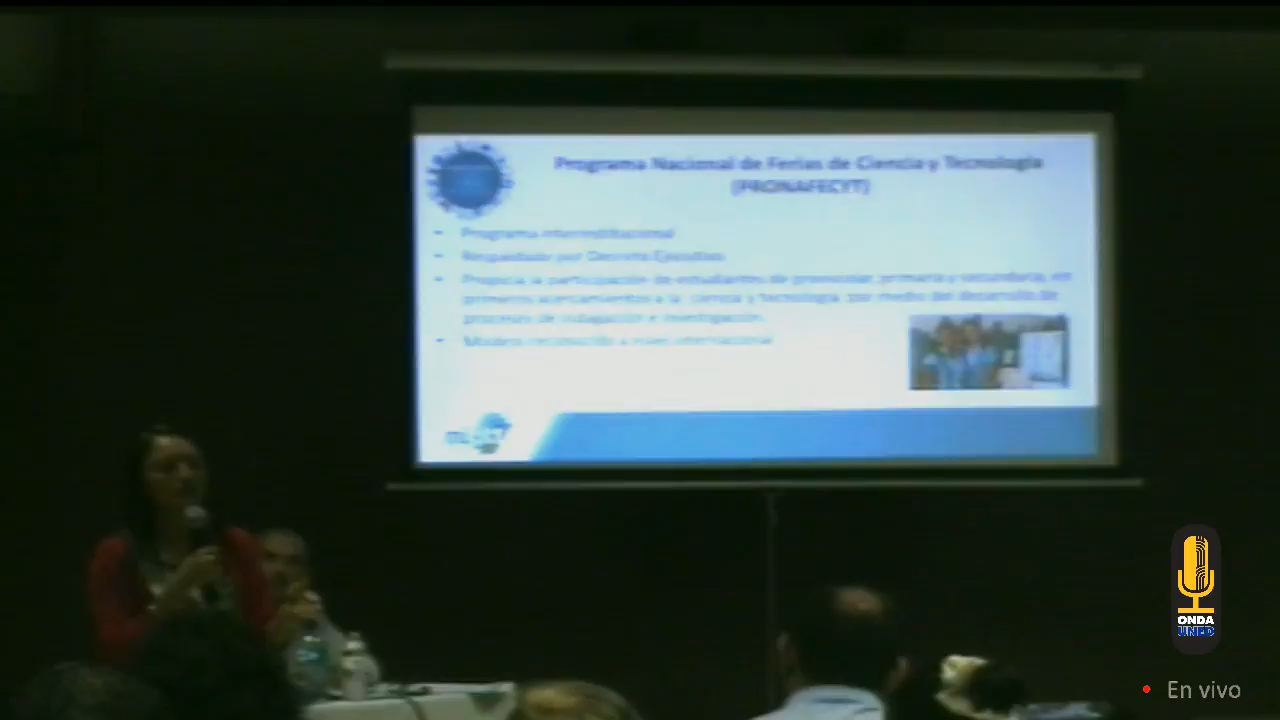 Programa Nacional de Ferias de Ciencia y Tecnología
(PRONAFECYT)
• Programa interinstitucional
• Respaldado por Decreto Ejecutivo
• Propicia la participación de estudiantes de preescolar, primaria y secundaria, en
primeros acercamientos a la ciencia y tecnología, por medio del desarrollo de
procesos de indagación e investigación.
• Modelo reconocido a nivel internacional
ONDA
UNED
En vivo